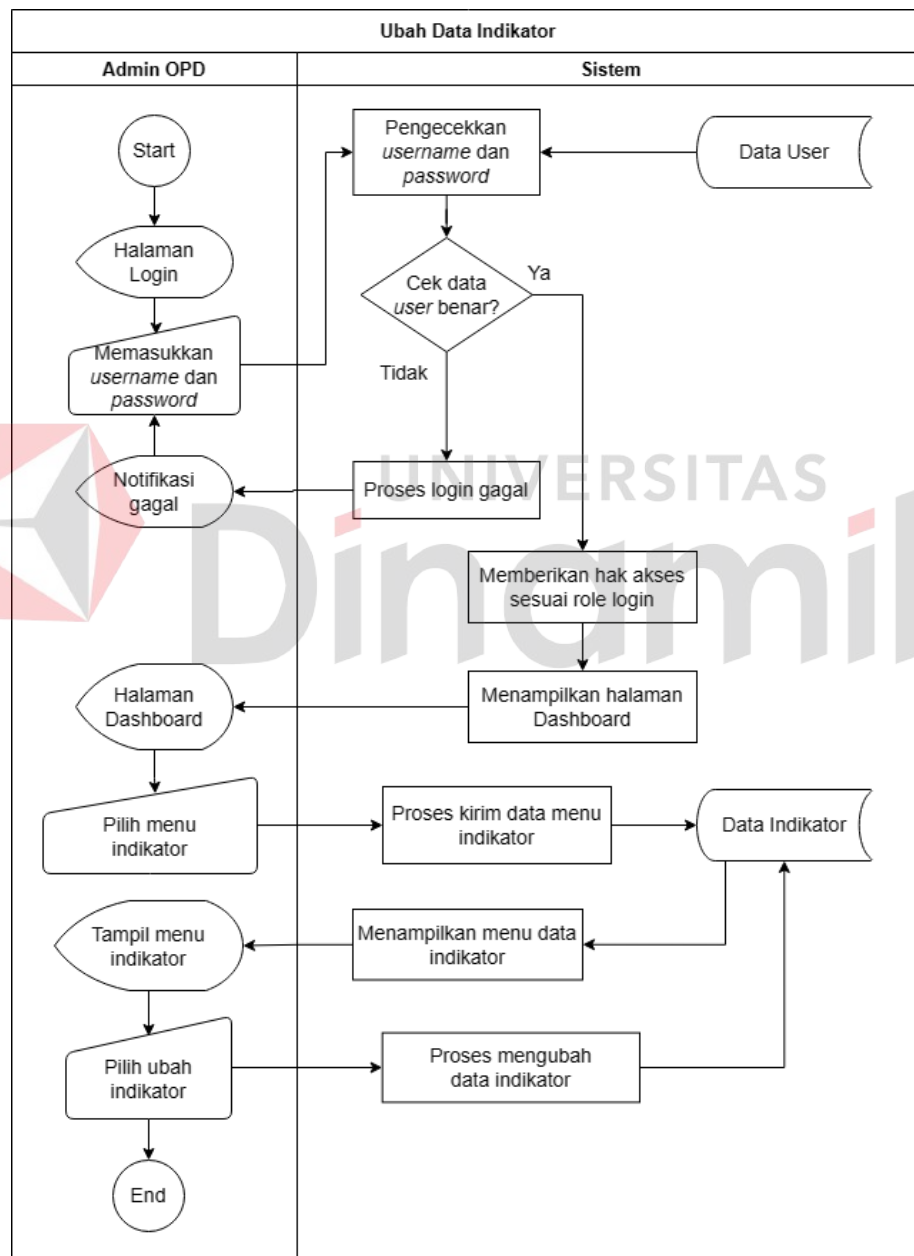 Ubah Data Indikator
Admin OPD
Sistem
Start
Pengecekkan
username dan
password
Data User
Halaman
Login
Cek data
user benar?
Ya
Tidak
Memasukkan
username dan
password
Notifikasi
gagal
Proses login gagal
UNIVERSITAS
Dinamik
Memberikan hak akses
sesuai role login
Halaman
Dashboard
Menampilkan halaman
Dashboard
Pilih menu
indikator
Proses kirim data menu
indikator
Data Indikator
Tampil menu
indikator
Menampilkan menu data
indikator
Pilih ubah
indikator
Proses mengubah
data indikator
End